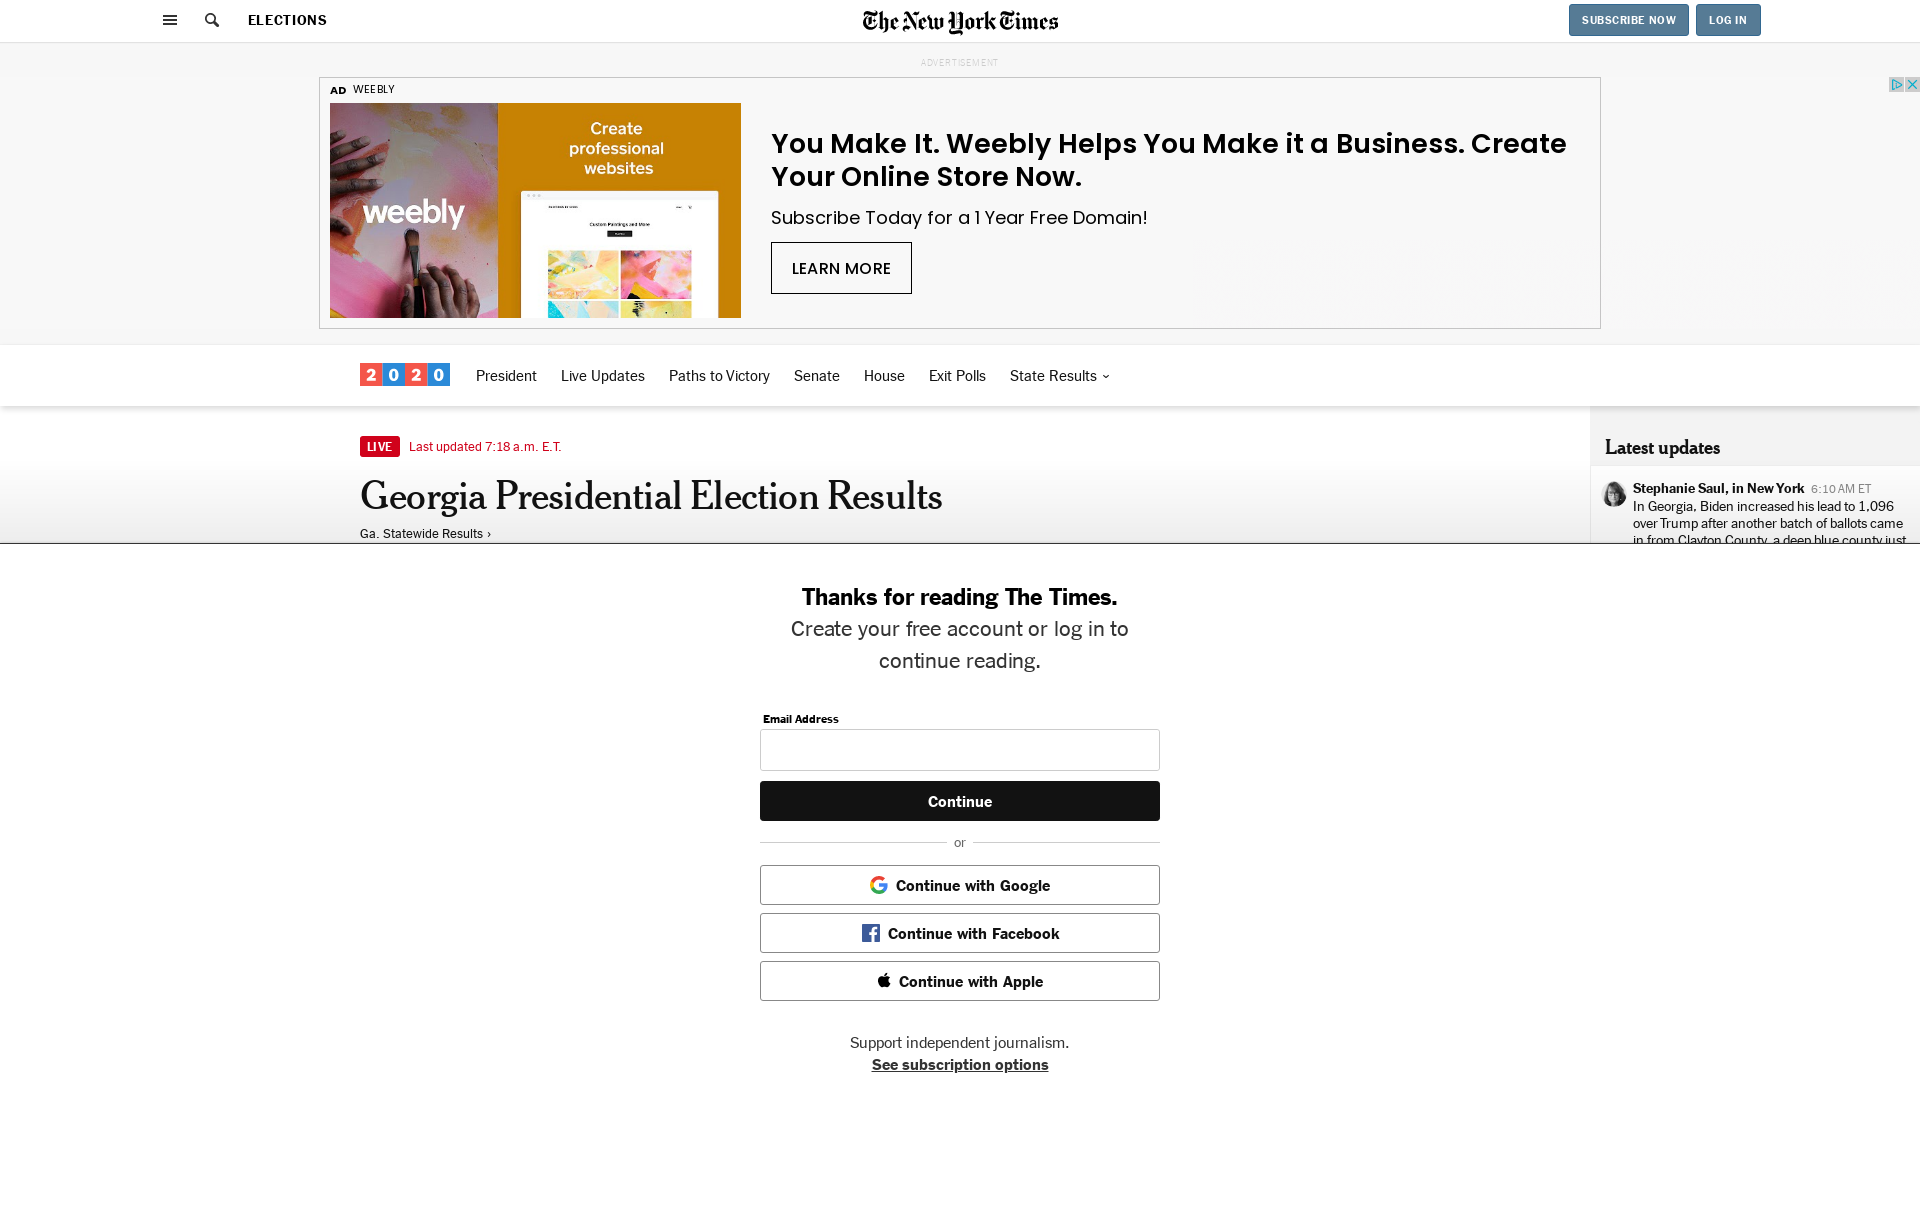 ELECTIONS
The New York Times
SUBSCRIBE NOW
LOG IN
ADVERTISEMENT
AD WEEBLY
weebly
Create
professional
websites
Custom Paintings and More
You Make It. Weebly Helps You Make it a Business. Create
Your Online Store Now.
Subscribe Today for a 1 Year Free Domain!
LEARN MORE
2020
President
Live Updates
Paths to Victory
Senate
House
Exit Polls
State Results
LIVE Last updated 7:18 a.m. E.T.
Georgia Presidential Election Results
Ga. Statewide Results ›
Latest updates
Stephanie Saul, in New York 6:10 AM ET
In Georgia, Biden increased his lead to 1,096
over Trump after another batch of ballots came
in from Clayton County, a deep blue county just
Thanks for reading The Times.
Create your free account or log in to
continue reading.
Email Address
Continue
or
Continue with Google
Continue with Facebook
Continue with Apple
Support independent journalism.
See subscription options